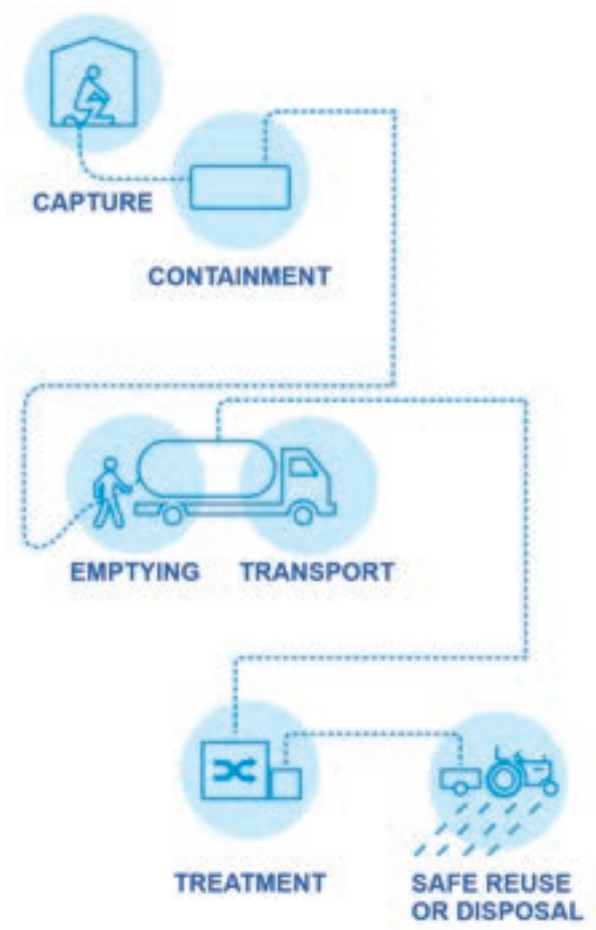 CAPTURE
CONTAINMENT
EMPTYING
TRANSPORT
TREATMENT
SAFE REUSE
OR DISPOSAL